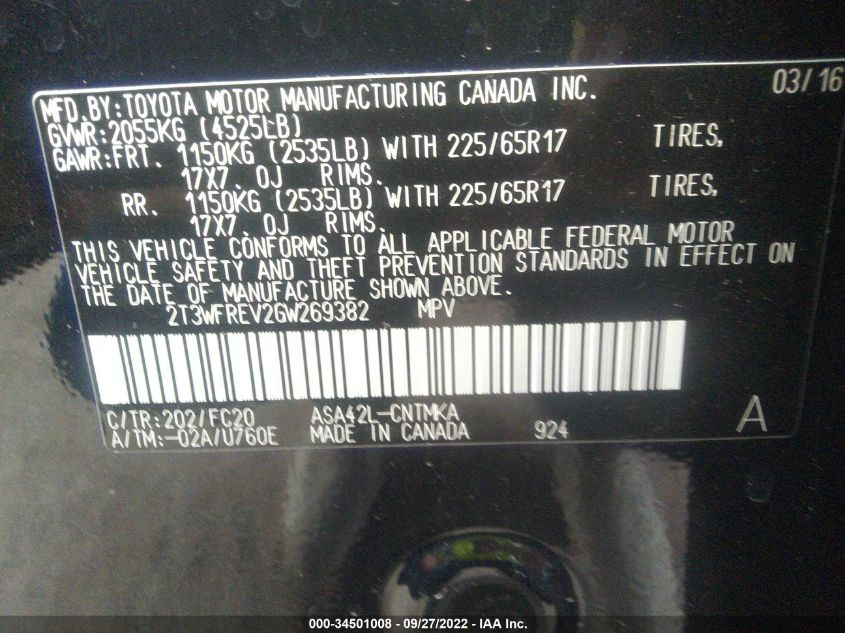 03/16
MFD.BY:TOYOTA MOTOR MANUFACTURING CANADA INC.
GVWR:2055KG (4525LB)
GAWR:FRT. 1150KG (2535LB) WITH 225/65R17 TIRES,
17X7.0J RIMS.
RR. 1150KG (2535LB) WITH 225/65R17 TIRES,
17X7.0J RIMS.
THIS VEHICLE CONFORMS TO ALL APPLICABLE FEDERAL MOTOR
VEHICLE SAFETY AND THEFT PREVENTION STANDARDS IN EFFECT ON
THE DATE OF MANUFACTURE SHOWN ABOVE.
2T3WFREV2GW269382 MPV
C/TR:202/FC20 ASA42L-CNTMKA
A/TM:-02A/U760E MADE IN CANADA 924 A
000-34501008 - 09/27/2022 - IAA Inc.